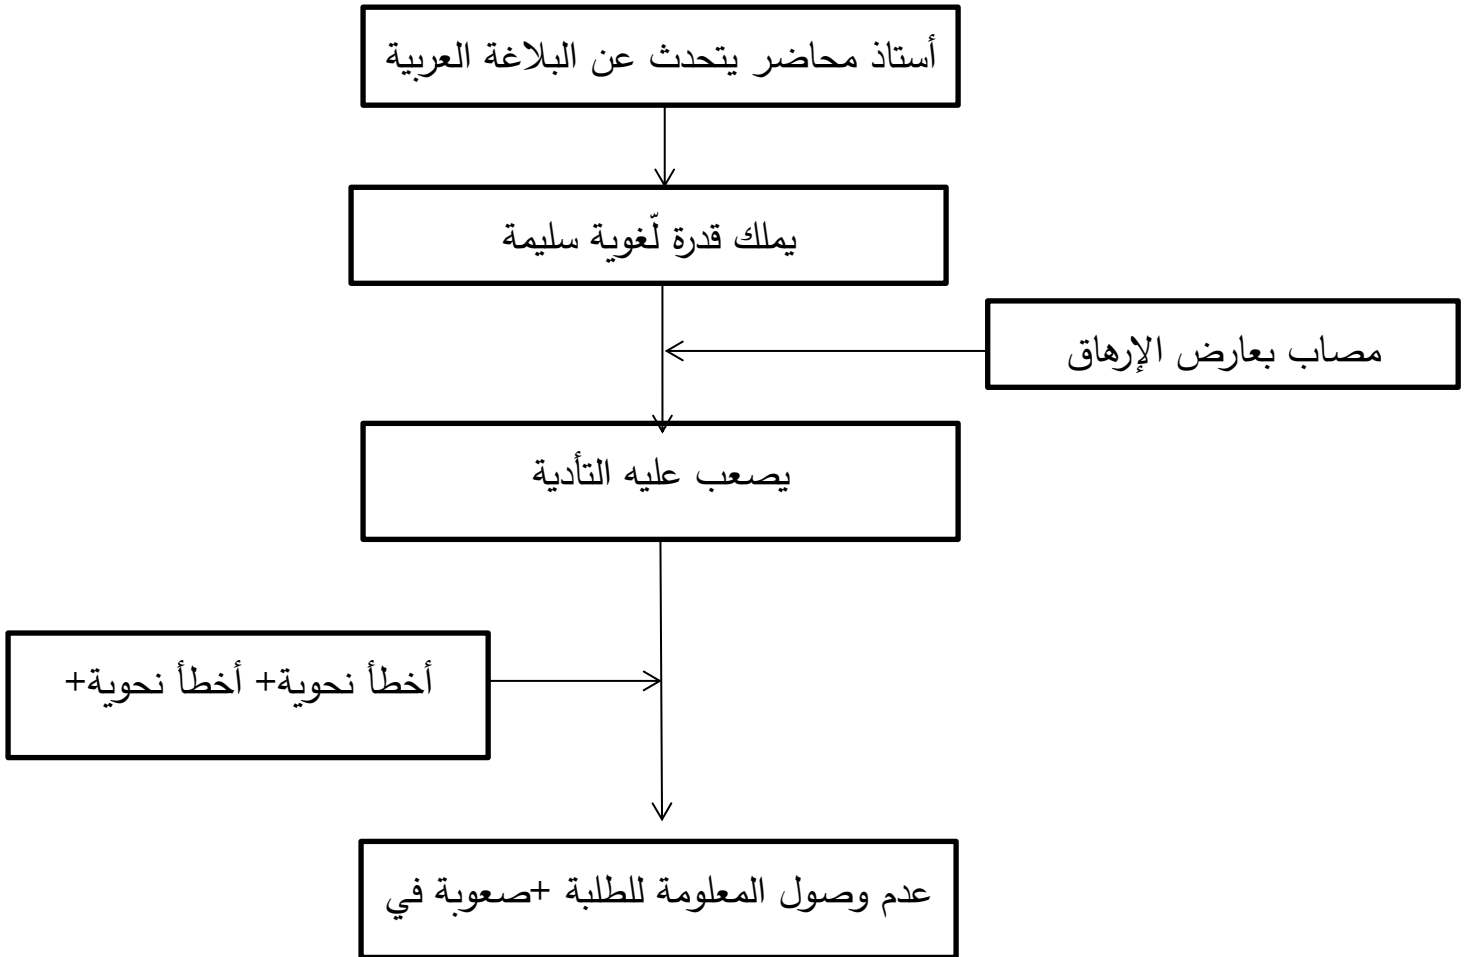 أستاذ محاضر يتحدث عن البلاغة العربية
يملك قدرة لّغوية سليمة
مصاب بعارض الإرهاق
يصعب عليه التأدية
أخطأ نحوية+ أخطأ نحوية+
عدم وصول المعلومة للطلبة +صعوبة في